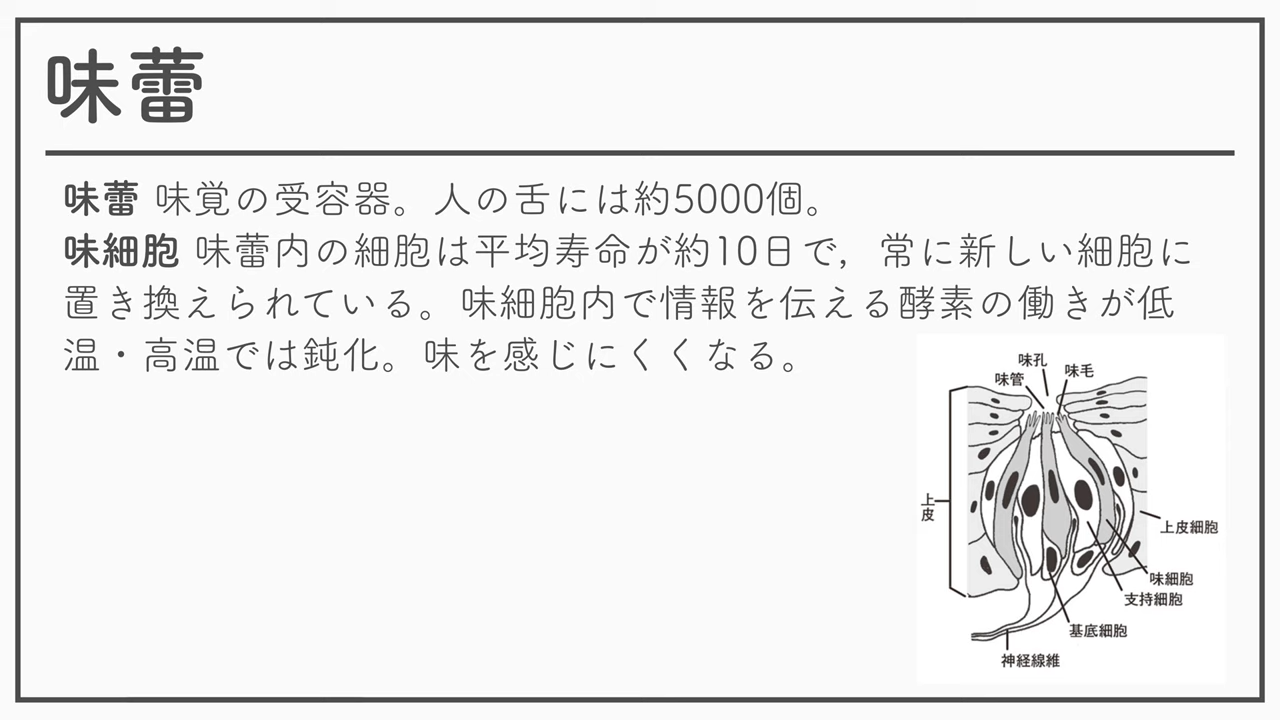 味蕾
味蕾 味覚の受容器。人の舌には約5000個。
味細胞 味蕾内の細胞は平均寿命が約10日で，常に新しい細胞に
置き換えられている。味細胞内で情報を伝える酵素の働きが低
温・高温では鈍化。味を感じにくくなる。
味孔
味管
味毛
上皮
上皮細胞
味細胞
支持細胞
基底細胞
神経線維